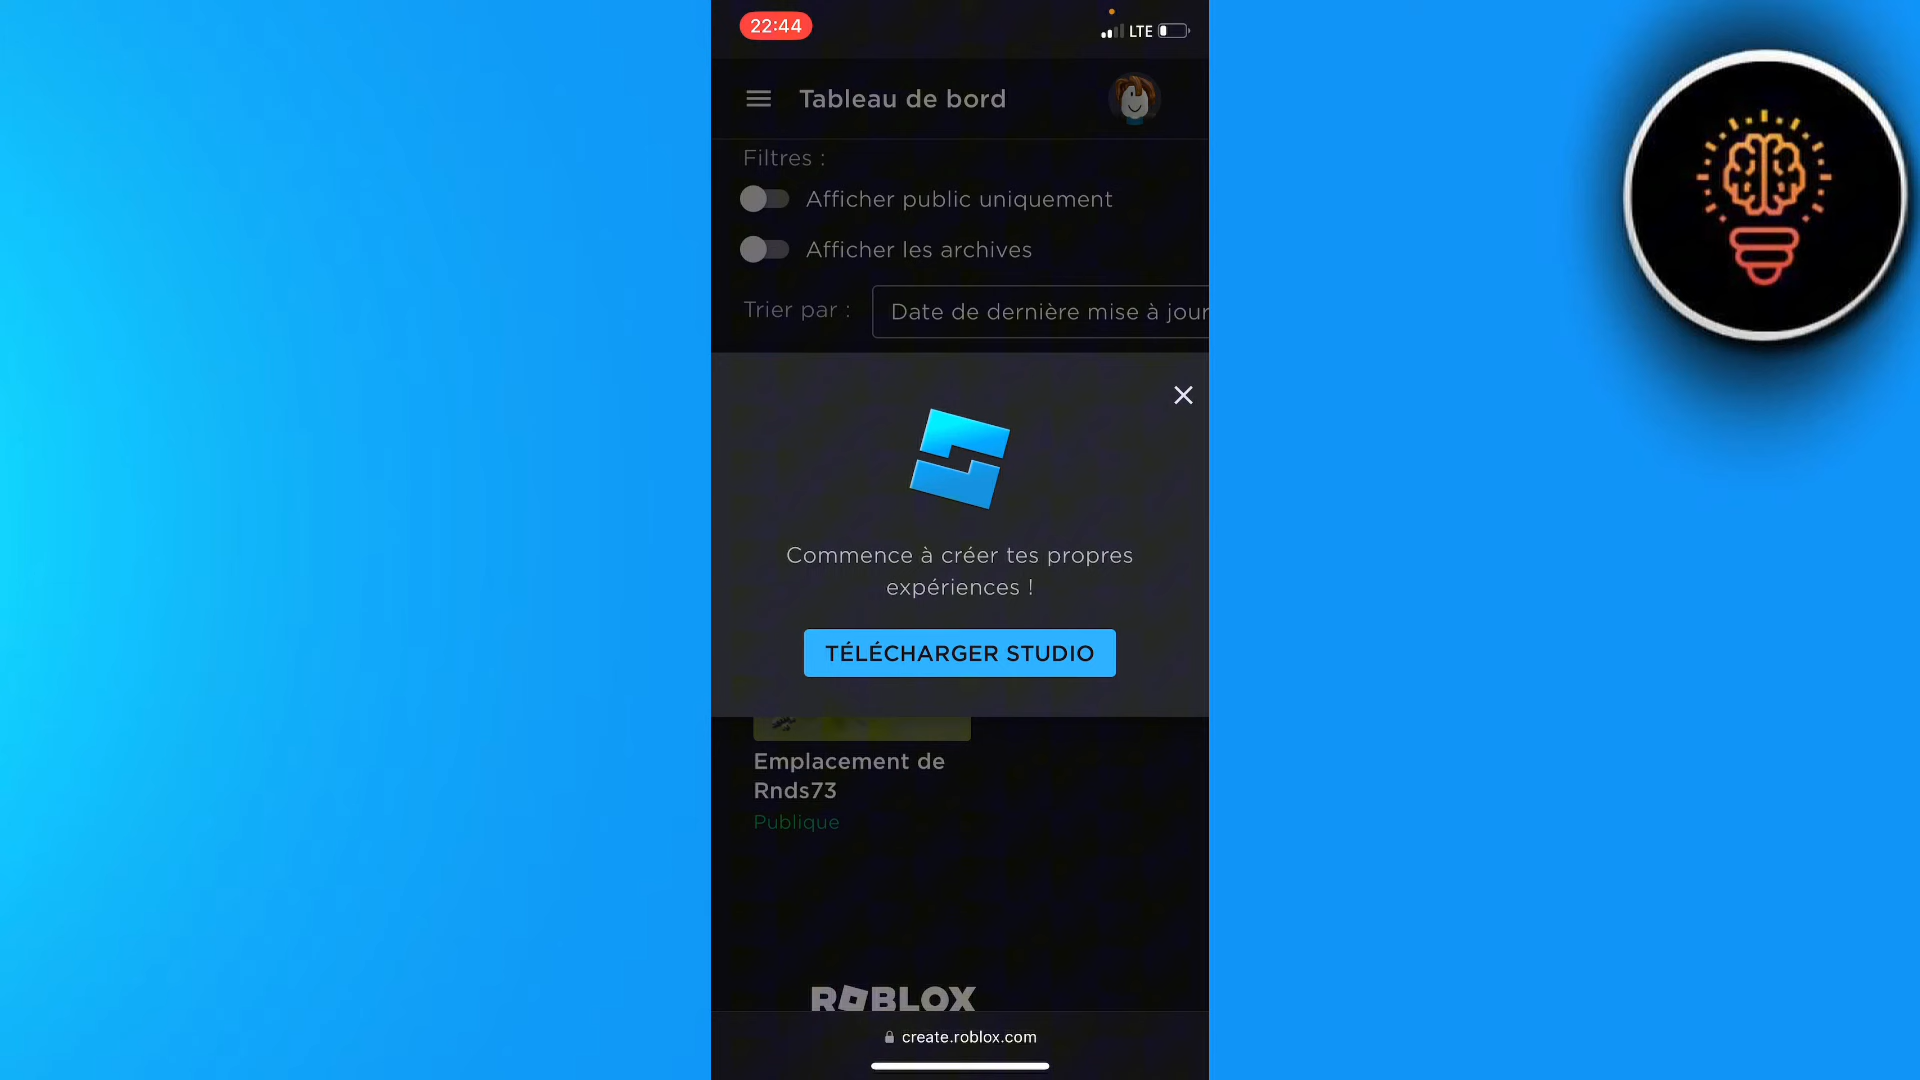 22:44
LTE
Tableau de bord
Filtres :
Afficher public uniquement
Afficher les archives
Trier par :
Date de dernière mise à jour
Commence à créer tes propres
expériences !
TÉLÉCHARGER STUDIO
Emplacement de
Rnds73
Publique
ROBLOX
create.roblox.com